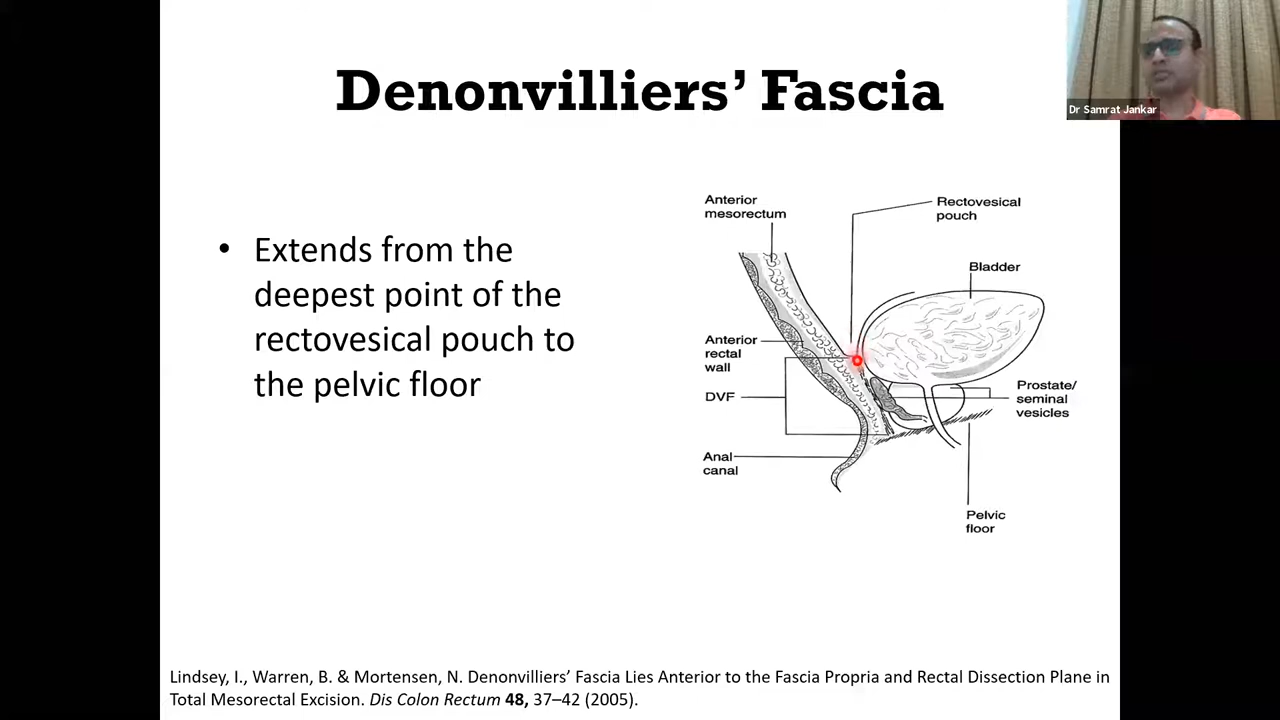 Denonvilliers’ Fascia
Dr Samrat Jankar
• Extends from the
deepest point of the
rectovesical pouch to
the pelvic floor
Anterior
mesorectum
Rectovesical
pouch
Bladder
Anterior
rectal
wall
DVF
Prostate/
seminal
vesicles
Anal
canal
Pelvic
floor
Lindsey, I., Warren, B. & Mortensen, N. Denonvilliers’ Fascia Lies Anterior to the Fascia Propria and Rectal Dissection Plane in
Total Mesorectal Excision. Dis Colon Rectum 48, 37–42 (2005).